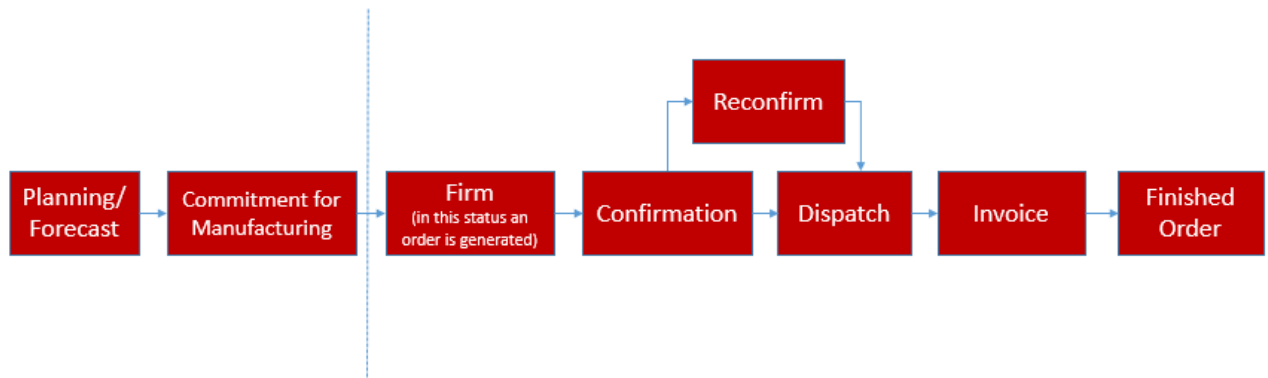 Reconfirm
Planning/
Forecast
Commitment for
Manufacturing
Firm
(in this status an
order is generated)
Confirmation
Dispatch
Invoice
Finished
Order